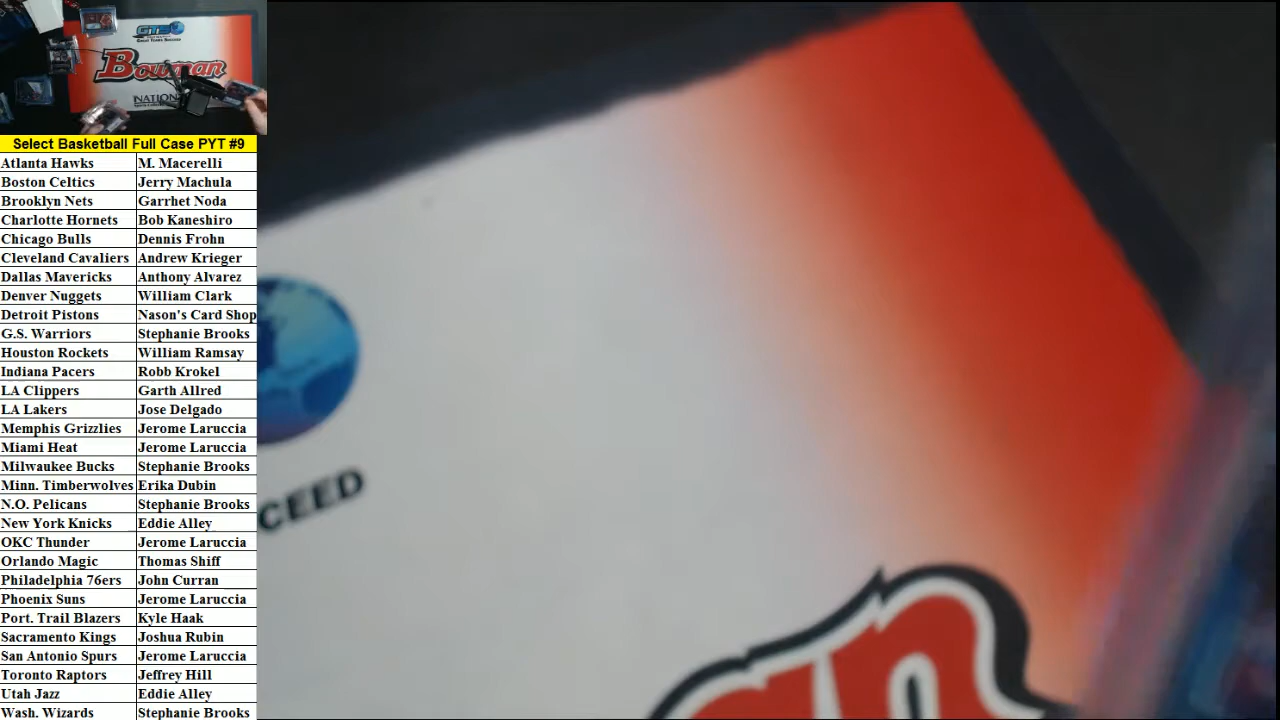 GTS
GREAT THINGS SUCCEED
Bowman
NATION
Select Basketball Full Case PYT #9
Atlanta Hawks M. Macerelli
Boston Celtics Jerry Machula
Brooklyn Nets Garrhet Noda
Charlotte Hornets Bob Kaneshiro
Chicago Bulls Dennis Frohn
Cleveland Cavaliers Andrew Krieger
Dallas Mavericks Anthony Alvarez
Denver Nuggets William Clark
Detroit Pistons Nason's Card Shop
G.S. Warriors Stephanie Brooks
Houston Rockets William Ramsay
Indiana Pacers Robb Krokel
LA Clippers Garth Allred
LA Lakers Jose Delgado
Memphis Grizzlies Jerome Laruccia
Miami Heat Jerome Laruccia
Milwaukee Bucks Stephanie Brooks
Minn. Timberwolves Erika Dubin
N.O. Pelicans Stephanie Brooks
New York Knicks Eddie Alley
OKC Thunder Jerome Laruccia
Orlando Magic Thomas Shiff
Philadelphia 76ers John Curran
Phoenix Suns Jerome Laruccia
Port. Trail Blazers Kyle Haak
Sacramento Kings Joshua Rubin
San Antonio Spurs Jerome Laruccia
Toronto Raptors Jeffrey Hill
Utah Jazz Eddie Alley
Wash. Wizards Stephanie Brooks
CEED
an